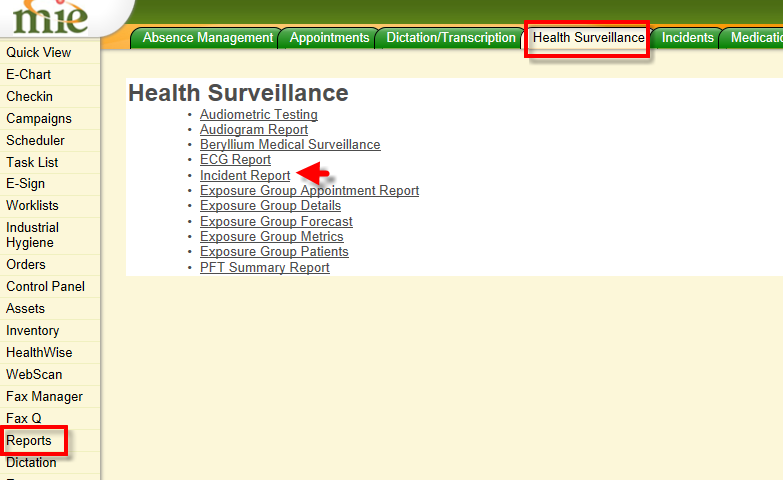 mie
Absence Management
Appointments
Dictation/Transcription
Health Surveillance
Incidents
Quick View
E-Chart
Checkin
Campaigns
Scheduler
Task List
E-Sign
Worklists
Industrial
Hygiene
Orders
Control Panel
Assets
Inventory
HealthWise
WebScan
Fax Manager
Fax Q
Reports
Dictation
Health Surveillance
• Audiometric Testing
• Audiogram Report
• Beryllium Medical Surveillance
• ECG Report
• Incident Report
• Exposure Group Appointment Report
• Exposure Group Details
• Exposure Group Forecast
• Exposure Group Metrics
• Exposure Group Patients
• PFT Summary Report